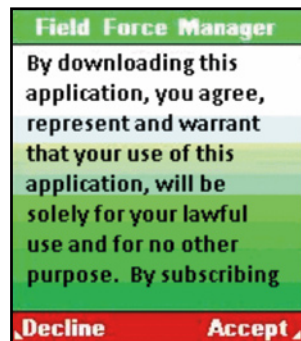 Field Force Manager
By downloading this
application, you agree,
represent and warrant
that your use of this
application, will be
solely for your lawful
use and for no other
purpose. By subscribing
Decline Accept